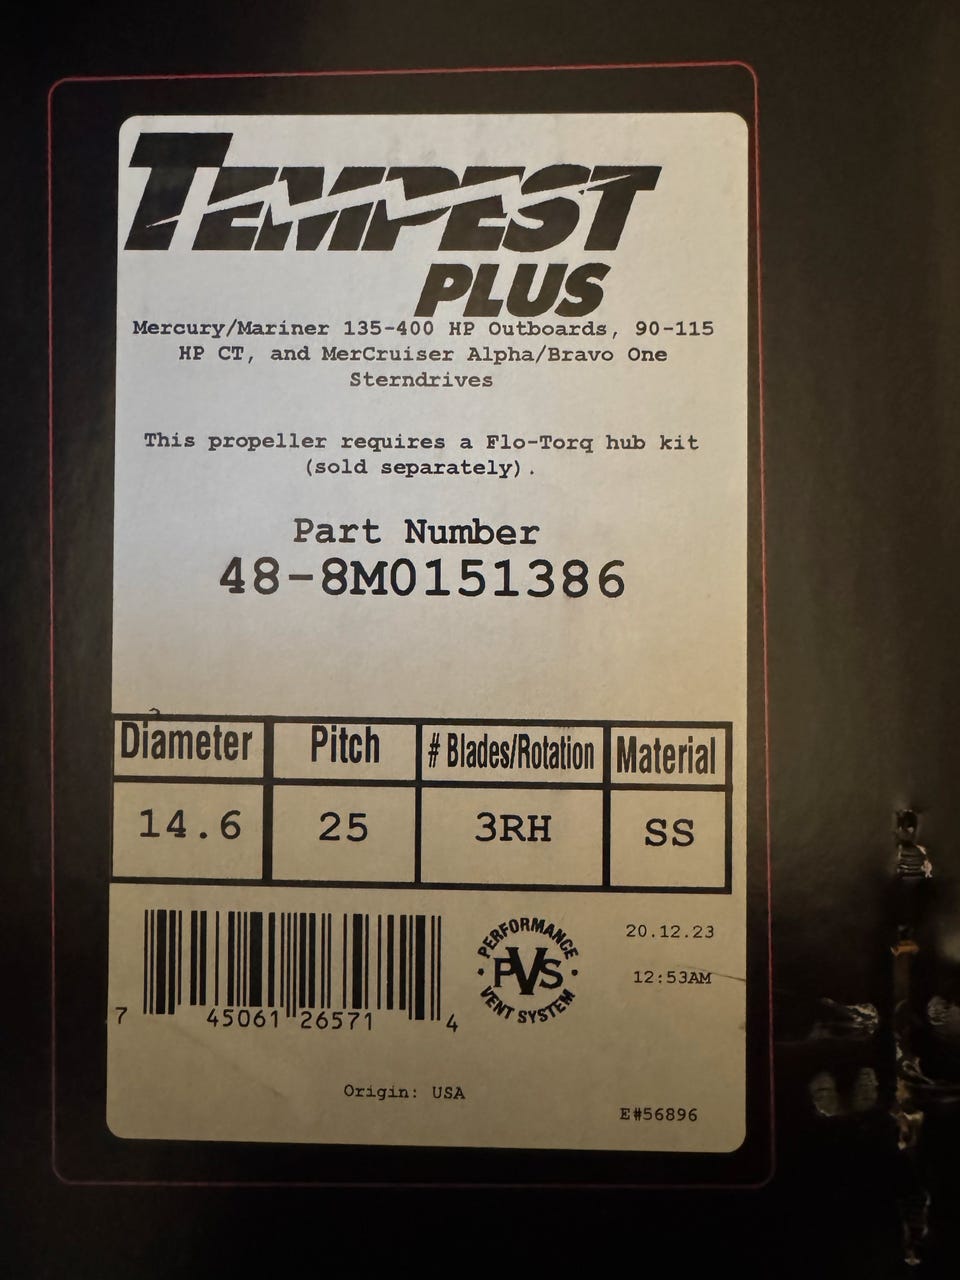 TEMPEST
PLUS
Mercury/Mariner 135-400 HP Outboards, 90-115
HP CT, and MerCruiser Alpha/Bravo One
Sterndrives
This propeller requires a Flo-Torq hub kit
(sold separately).
Part Number
48-8M0151386
Diameter Pitch # Blades/Rotation Material
14.6 25 3RH SS
PERFORMANCE
PVS
VENT SYSTEM
20.12.23
12:53AM
7 45061 26571 4
Origin: USA
E#56896